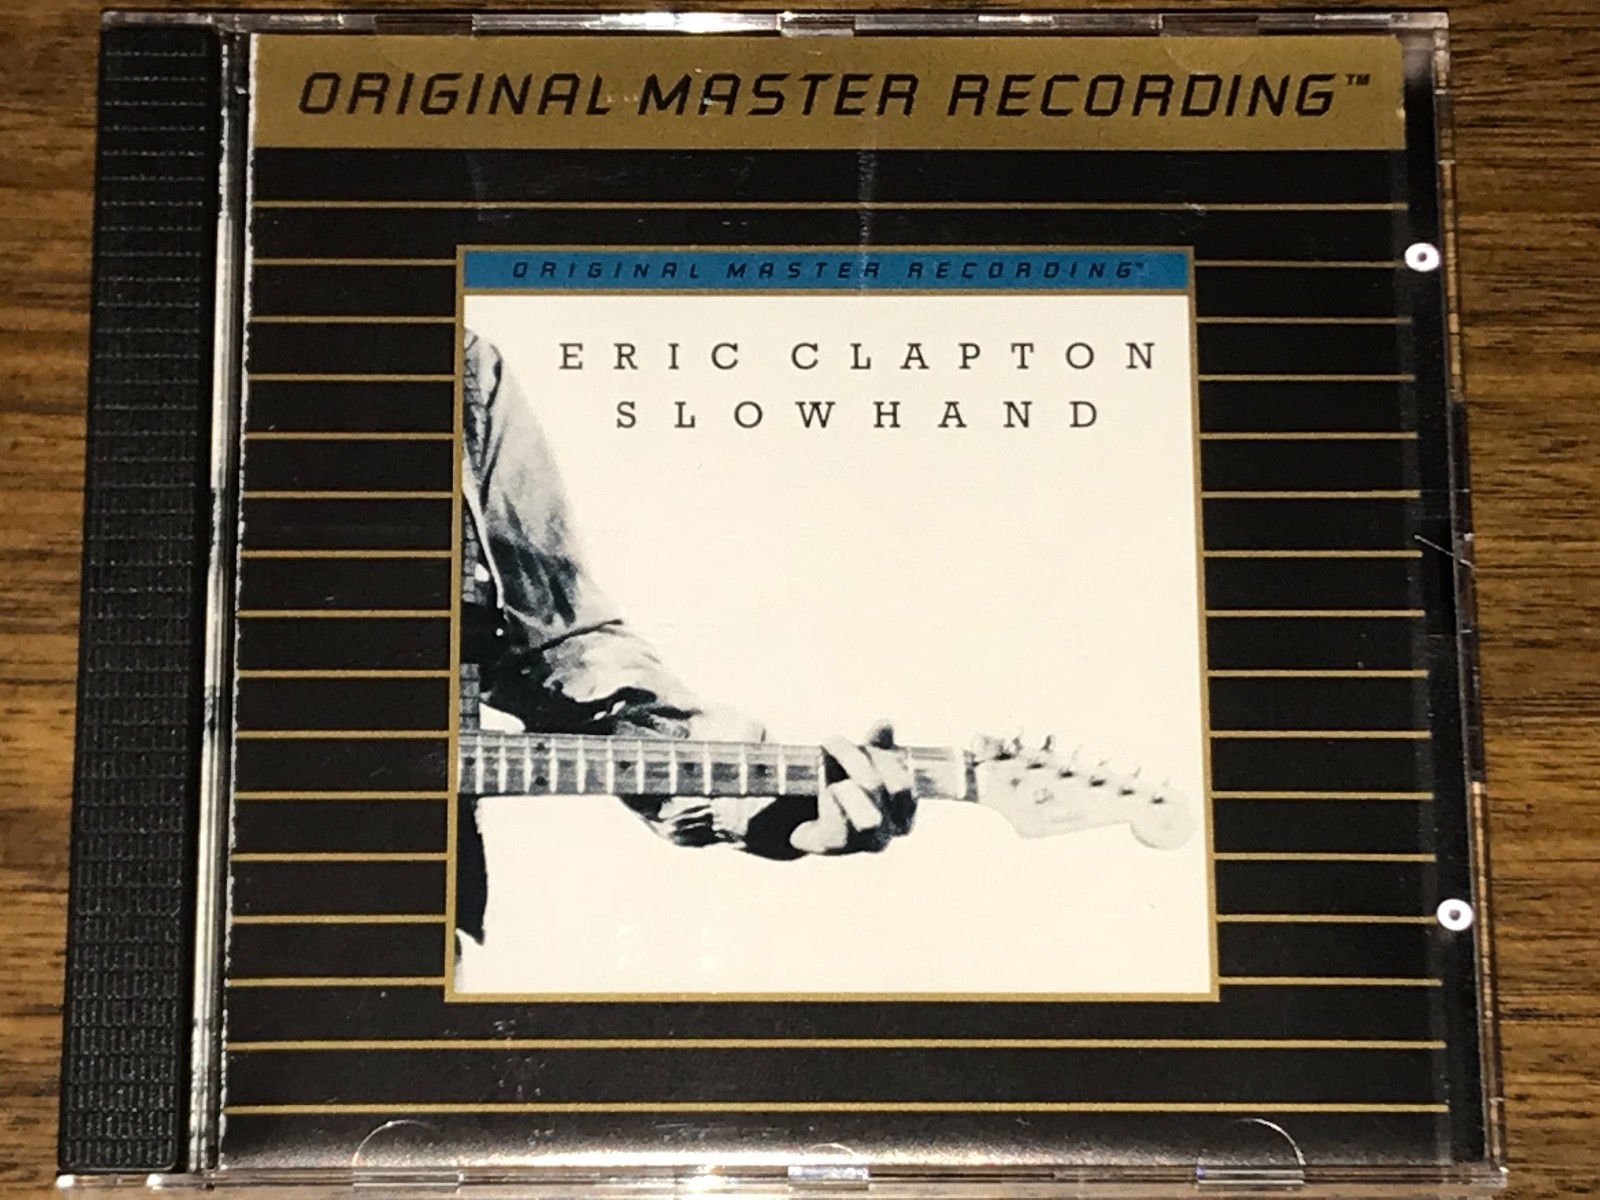 ORIGINAL MASTER RECORDING™
ORIGINAL MASTER RECORDING™
ERIC CLAPTON
SLOWHAND